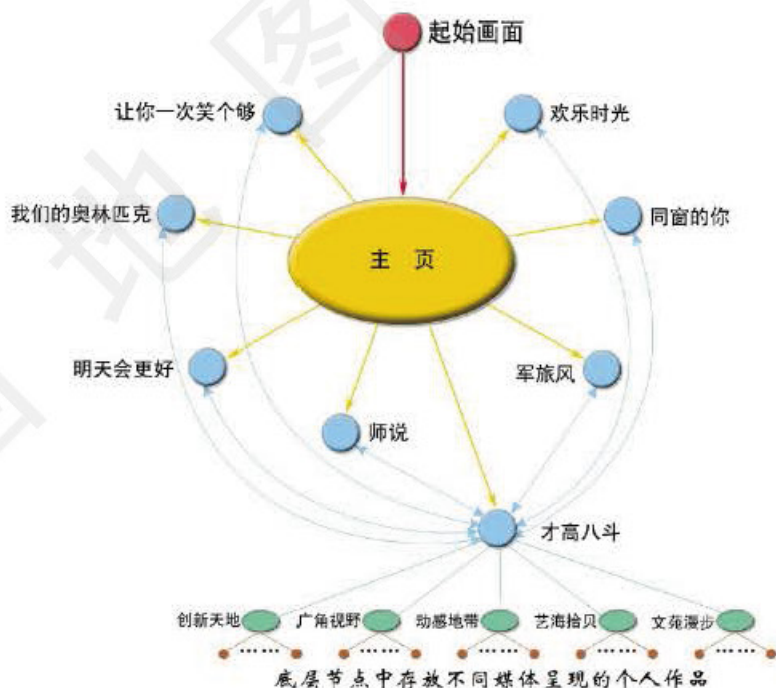 起始画面
让你一次笑个够
欢乐时光
我们的奥林匹克
同窗的你
主 页
明天会更好
军旅风
师说
才高八斗
创新天地 广角视野 动感地带 艺海拾贝 文苑漫步
…… …… …… …… ……
底层节点中存放不同媒体呈现的个人作品
地图
图